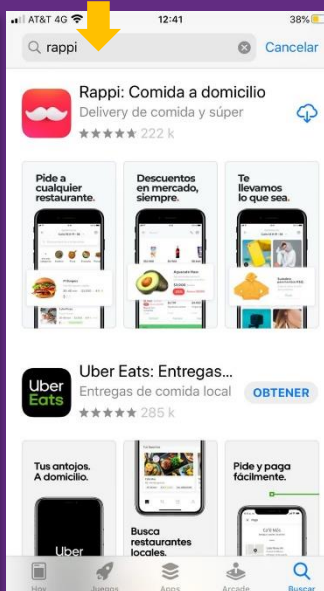 AT&T 4G 12:41 38%
rappi Cancelar
Rappi: Comida a domicilio
Delivery de comida y súper
222 k
Pide a
cualquier
restaurante.
Descuentos
en mercado,
siempre.
Te
llevamos
lo que sea.
Uber
Eats
Uber Eats: Entregas...
Entregas de comida local
OBTENER
285 k
Tus antojos.
A domicilio.
Uber
Busca
restaurantes
locales.
Pide y paga
fácilmente.
Hoy Juegos Apps Arcade Buscar